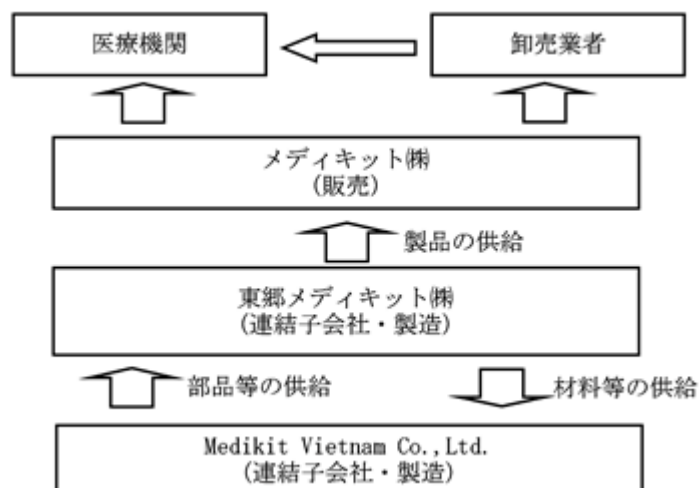 医療機関
卸売業者
メディキット㈱
(販売)
製品の供給
東郷メディキット㈱
(連結子会社・製造)
部品等の供給
材料等の供給
Medikit Vietnam Co.,Ltd.
(連結子会社・製造)